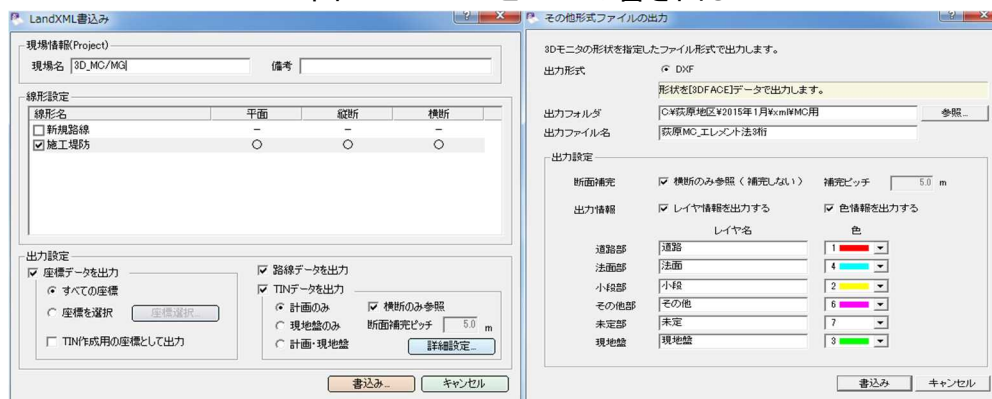 LandXML書込み
現場情報(Project)
現場名 3D_MC/MG 備考
線形設定
線形名 平面 縦断 横断
新規路線 - - -
施工堤防 ○ ○ ○
出力設定
座標データを出力
すべての座標
座標を選択 座標選択...
TIN作成用の座標として出力
路線データを出力
TINデータを出力
計画のみ 横断のみ参照
現地盤のみ 断面補完ピッチ 5.0 m
計画・現地盤 詳細設定...
書込み... キャンセル
その他形式ファイルの出力
3Dモニタの形状を指定したファイル形式で出力します。
出力形式 DXF
形状を[3DFACE]データで出力します。
出力フォルダ C:¥荻原地区¥2015年1月¥xml¥MC用 参照...
出力ファイル名 荻原MC_エレメント法3桁
出力設定
断面補完 横断のみ参照(補完しない) 補完ピッチ 5.0 m
出力情報 レイヤ情報を出力する 色情報を出力する
レイヤ名 色
道路部 道路 1
法面部 法面 4
小段部 小段 2
その他部 その他 6
未定部 未定 7
現地盤 現地盤 3
書込み キャンセル